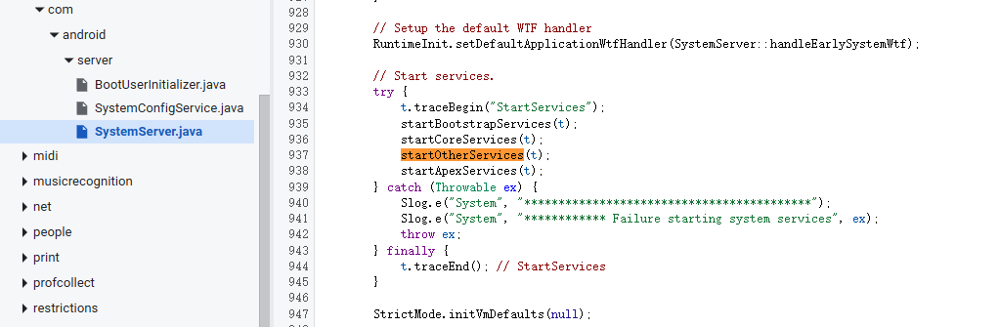 com
android
server
BootUserInitializer.java
SystemConfigService.java
SystemServer.java
midi
musicrecognition
net
people
print
profcollect
restrictions
928
929 // Setup the default WTF handler
930 RuntimeInit.setDefaultApplicationWtfHandler(SystemServer::handleEarlySystemWtf);
931
932 // Start services.
933 try {
934 t.traceBegin("StartServices");
935 startBootstrapServices(t);
936 startCoreServices(t);
937 startOtherServices(t);
938 startApexServices(t);
939 } catch (Throwable ex) {
940 Slog.e("System", "******************************************");
941 Slog.e("System", "************ Failure starting system services", ex);
942 throw ex;
943 } finally {
944 t.traceEnd(); // StartServices
945 }
946
947 StrictMode.initVmDefaults(null);